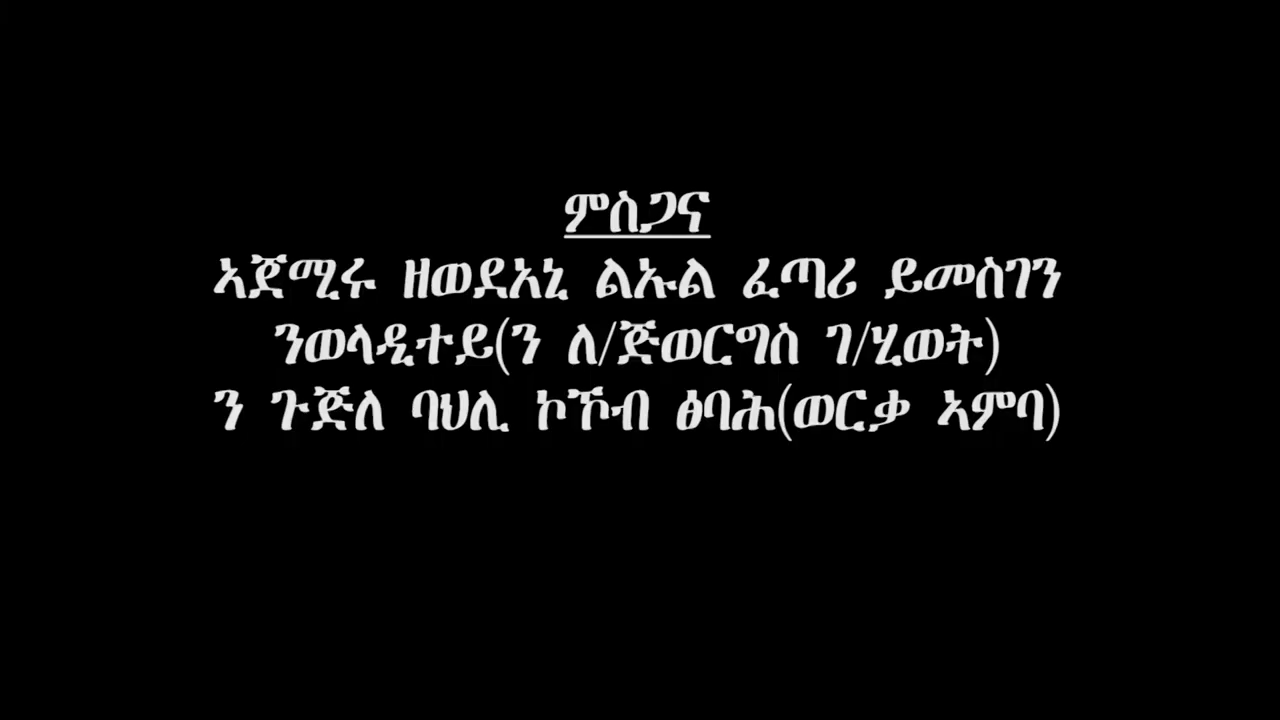 ምስጋና
ኣጀሚሩ ዘወደአኒ ልኡል ፈጣሪ ይመስገን
ንወላዲተይ(ን ለ/ጅወርግስ ገ/ሂወት)
ን ጉጅለ ባህሊ ኮኾብ ፅባሕ(ወርቃ ኣምባ)